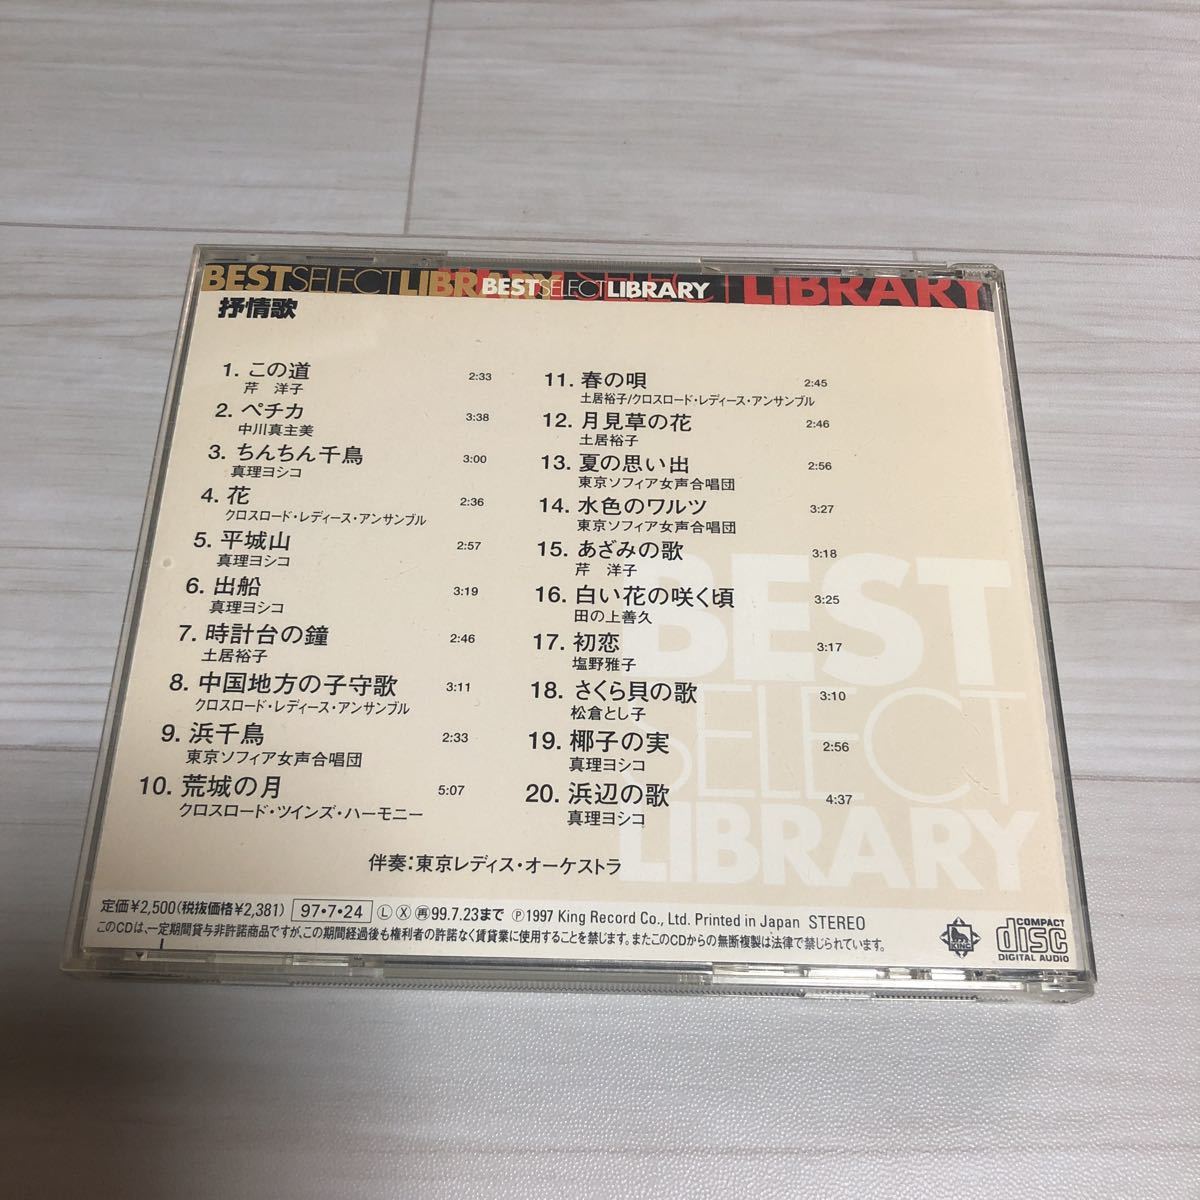 BESTSELECTLIBRARY BESTSELECTLIBRARY SELECT LIBRARY
抒情歌
1. この道 2:33
芹 洋子
2. ペチカ 3:38
中川真主美
3. ちんちん千鳥 3:00
真理ヨシコ
4. 花 2:36
クロスロード・レディース・アンサンブル
5. 平城山 2:57
真理ヨシコ
6. 出船 3:19
真理ヨシコ
7. 時計台の鐘 2:46
土居裕子
8. 中国地方の子守歌 3:11
クロスロード・レディース・アンサンブル
9. 浜千鳥 2:33
東京ソフィア女声合唱団
10. 荒城の月 5:07
クロスロード・ツインズ・ハーモニー
11. 春の唄 2:45
土居裕子/クロスロード・レディース・アンサンブル
12. 月見草の花 2:46
土居裕子
13. 夏の思い出 2:56
東京ソフィア女声合唱団
14. 水色のワルツ 3:27
東京ソフィア女声合唱団
15. あざみの歌 3:18
芹 洋子
16. 白い花の咲く頃 3:25
田の上善久
17. 初恋 3:17
塩野雅子
18. さくら貝の歌 3:10
松倉とし子
19. 椰子の実 2:56
真理ヨシコ
20. 浜辺の歌 4:37
真理ヨシコ
BEST
SELECT
LIBRARY
伴奏：東京レディス・オーケストラ
定価¥2,500(税抜価格¥2,381) 97・7・24 Ⓛ Ⓧ ㊞99.7.23まで Ⓟ1997 King Record Co., Ltd. Printed in Japan STEREO
このCDは、一定期間貸与非許諾商品ですが、この期間経過後も権利者の許諾なく賃貸業に使用することを禁じます。またこのCDからの無断複製は法律で禁じられています。
KING
COMPACT
disc
DIGITAL AUDIO